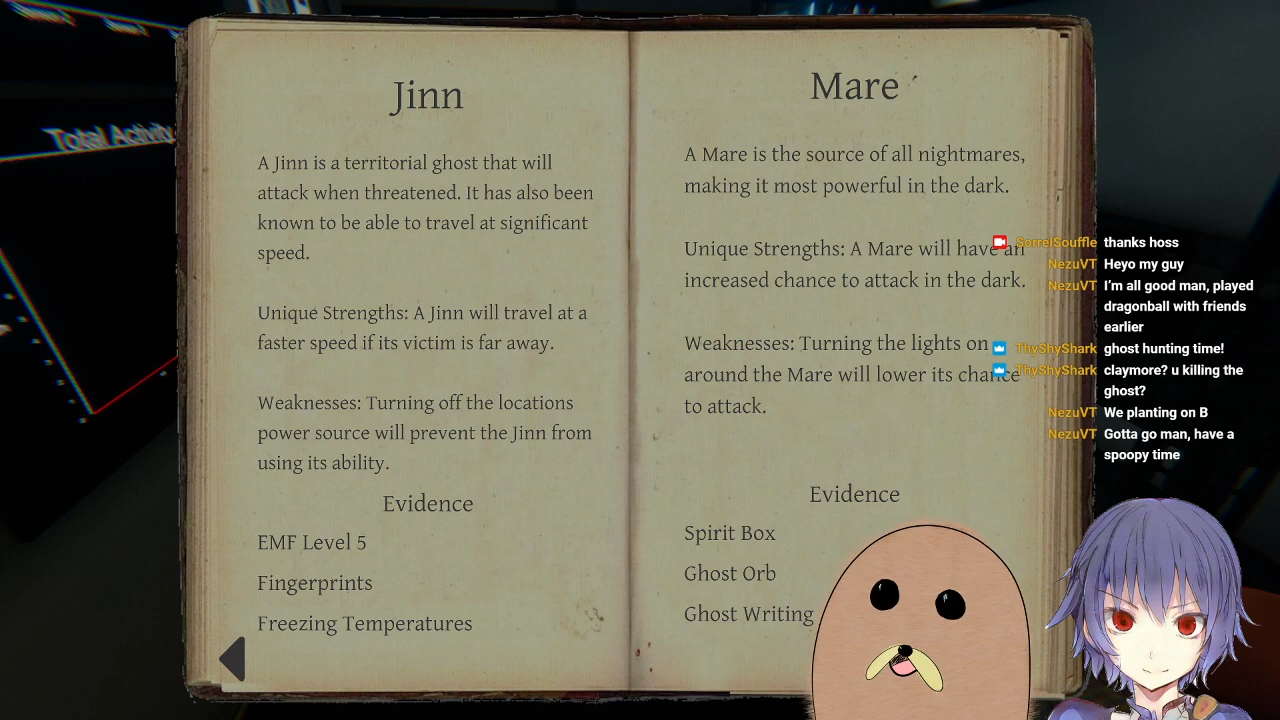 Total Activity
Jinn
A Jinn is a territorial ghost that will
attack when threatened. It has also been
known to be able to travel at significant
speed.
Unique Strengths: A Jinn will travel at a
faster speed if its victim is far away.
Weaknesses: Turning off the locations
power source will prevent the Jinn from
using its ability.
Evidence
EMF Level 5
Fingerprints
Freezing Temperatures
Mare
A Mare is the source of all nightmares,
making it most powerful in the dark.
Unique Strengths: A Mare will have an
increased chance to attack in the dark.
Weaknesses: Turning the lights on
around the Mare will lower its chance
to attack.
Evidence
Spirit Box
Ghost Orb
Ghost Writing
SorrelSouffle thanks hoss
NezuVT Heyo my guy
NezuVT I'm all good man, played
dragonball with friends
earlier
ThyShyShark ghost hunting time!
ThyShyShark claymore? u killing the
ghost?
NezuVT We planting on B
NezuVT Gotta go man, have a
spoopy time